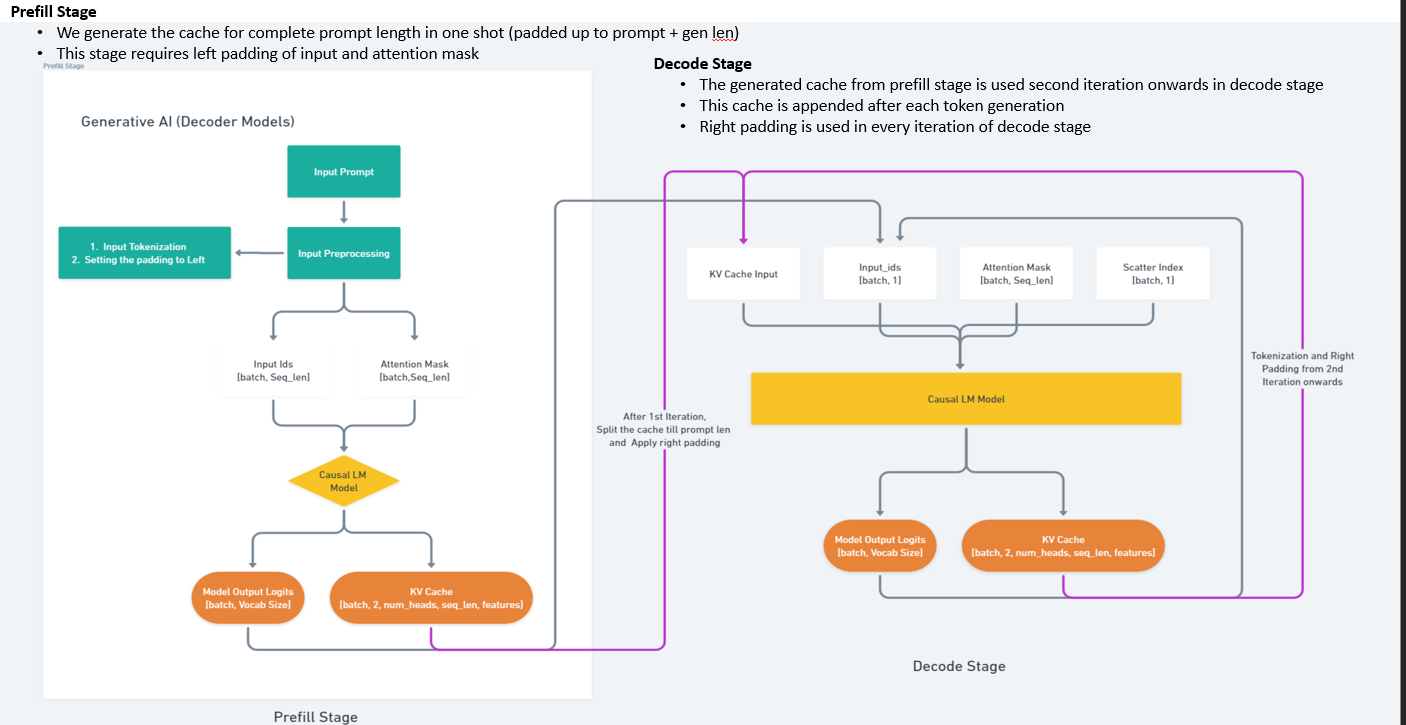 Prefill Stage
• We generate the cache for complete prompt length in one shot (padded up to prompt + gen len)
• This stage requires left padding of input and attention mask
Prefill Stage
Decode Stage
• The generated cache from prefill stage is used second iteration onwards in decode stage
• This cache is appended after each token generation
• Right padding is used in every iteration of decode stage
Generative AI (Decoder Models)
Input Prompt
1. Input Tokenization
2. Setting the padding to Left
Input Preprocessing
Input Ids
[batch, Seq_len]
Attention Mask
[batch,Seq_len]
Causal LM
Model
Model Output Logits
[batch, Vocab Size]
KV Cache
[batch, 2, num_heads, seq_len, features]
Prefill Stage
After 1st Iteration,
Split the cache till prompt len
and Apply right padding
KV Cache Input
Input_ids
[batch, 1]
Attention Mask
[batch, Seq_len]
Scatter Index
[batch, 1]
Causal LM Model
Tokenization and Right
Padding from 2nd
Iteration onwards
Model Output Logits
[batch, Vocab Size]
KV Cache
[batch, 2, num_heads, seq_len, features]
Decode Stage